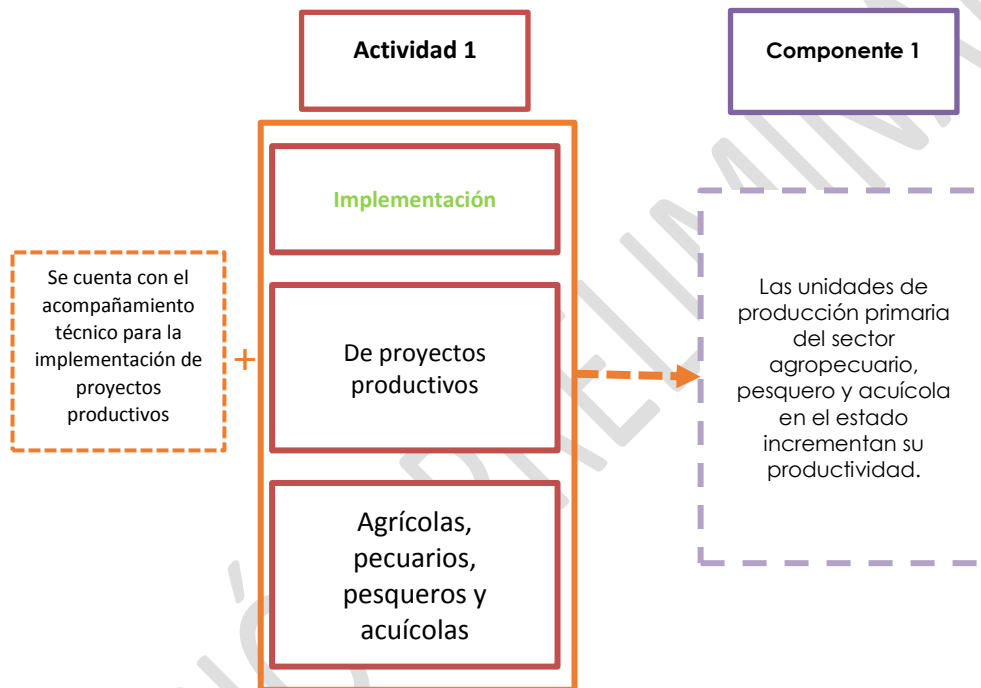 Actividad 1
Componente 1
Implementación
Se cuenta con el
acompañamiento
técnico para la
implementación de
proyectos
productivos
+
De proyectos
productivos
Agrícolas,
pecuarios,
pesqueros y
acuícolas
Las unidades de
producción primaria
del sector
agropecuario,
pesquero y acuícola
en el estado
incrementan su
productividad.